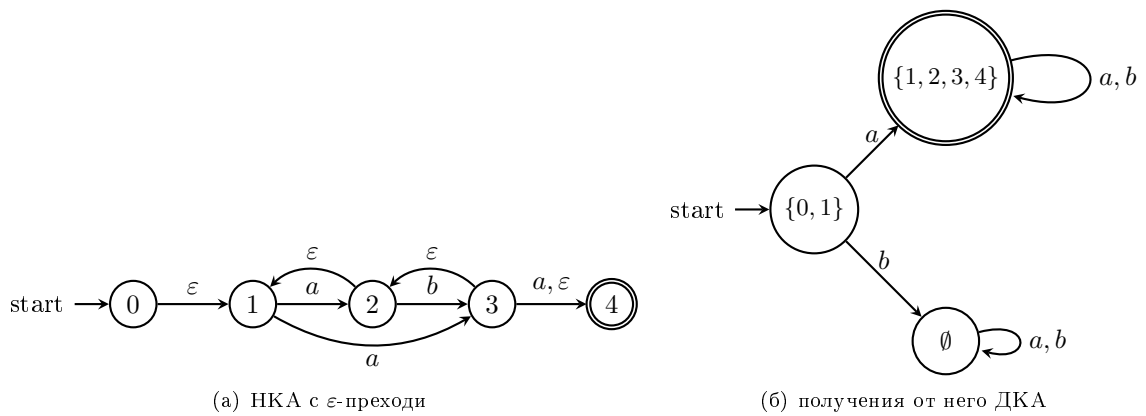 {1, 2, 3, 4}
a, b
a
start
{0, 1}
b
∅
a, b
start
0
ε
1
ε
a
2
ε
b
3
a, ε
4
a
(а) НКА с ε-преходи
(б) получения от него ДКА